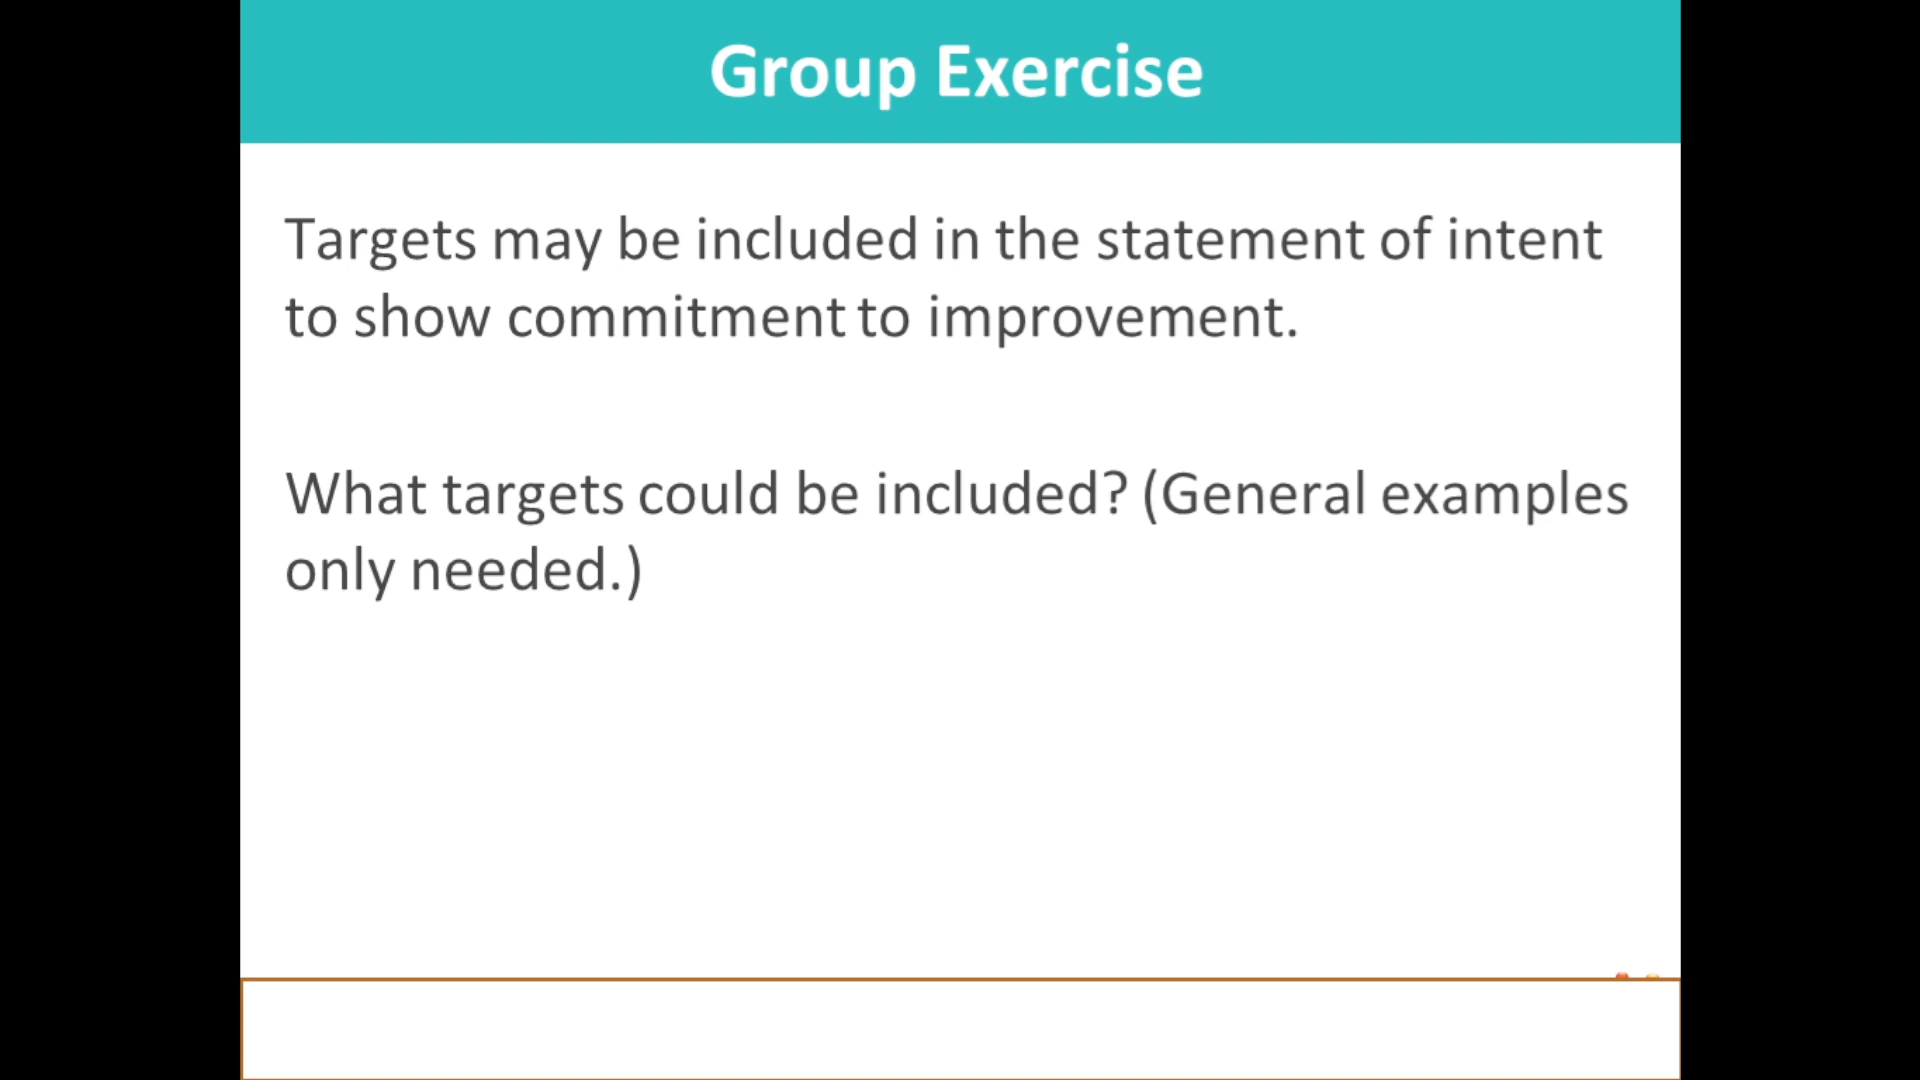 Group Exercise
Targets may be included in the statement of intent
to show commitment to improvement.
What targets could be included? (General examples
only needed.)